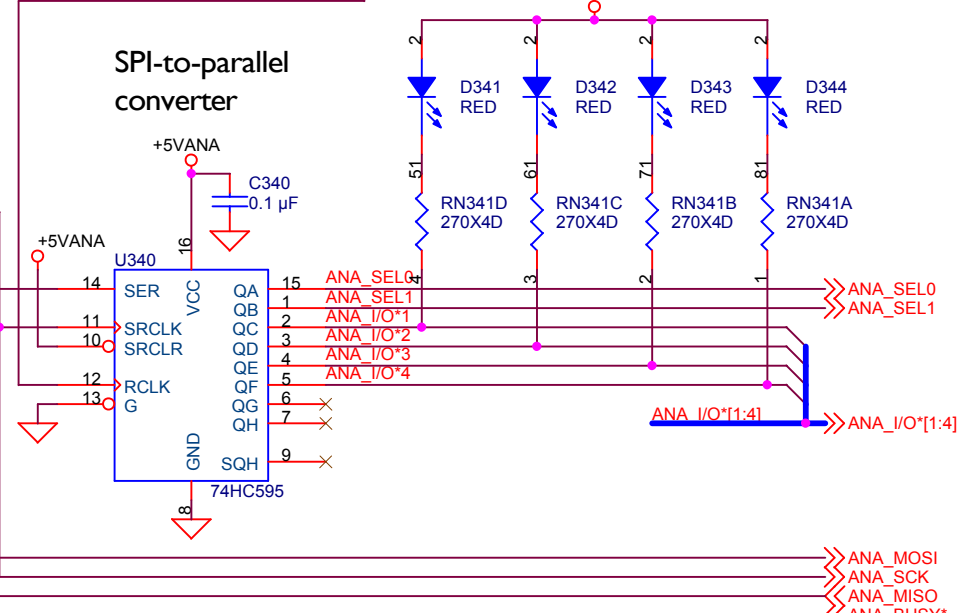 SPI-to-parallel
converter
+5VANA
C340
0.1 µF
+5VANA
16
U340
VCC
GND
8
74HC595
14 SER
11 SRCLK
10 SRCLR
12 RCLK
13 G
QA 15 ANA_SEL0
QB 1 ANA_SEL1
QC 2 ANA_I/O*1
QD 3 ANA_I/O*2
QE 4 ANA_I/O*3
QF 5 ANA_I/O*4
QG 6
QH 7
SQH 9
2 2 2 2
D341
RED
D342
RED
D343
RED
D344
RED
51 61 71 81
RN341D
270X4D
RN341C
270X4D
RN341B
270X4D
RN341A
270X4D
4 3 2 1
ANA_SEL0
ANA_SEL1
ANA_I/O*[1:4]
ANA_I/O*[1:4]
ANA_MOSI
ANA_SCK
ANA_MISO
ANA_BUSY*